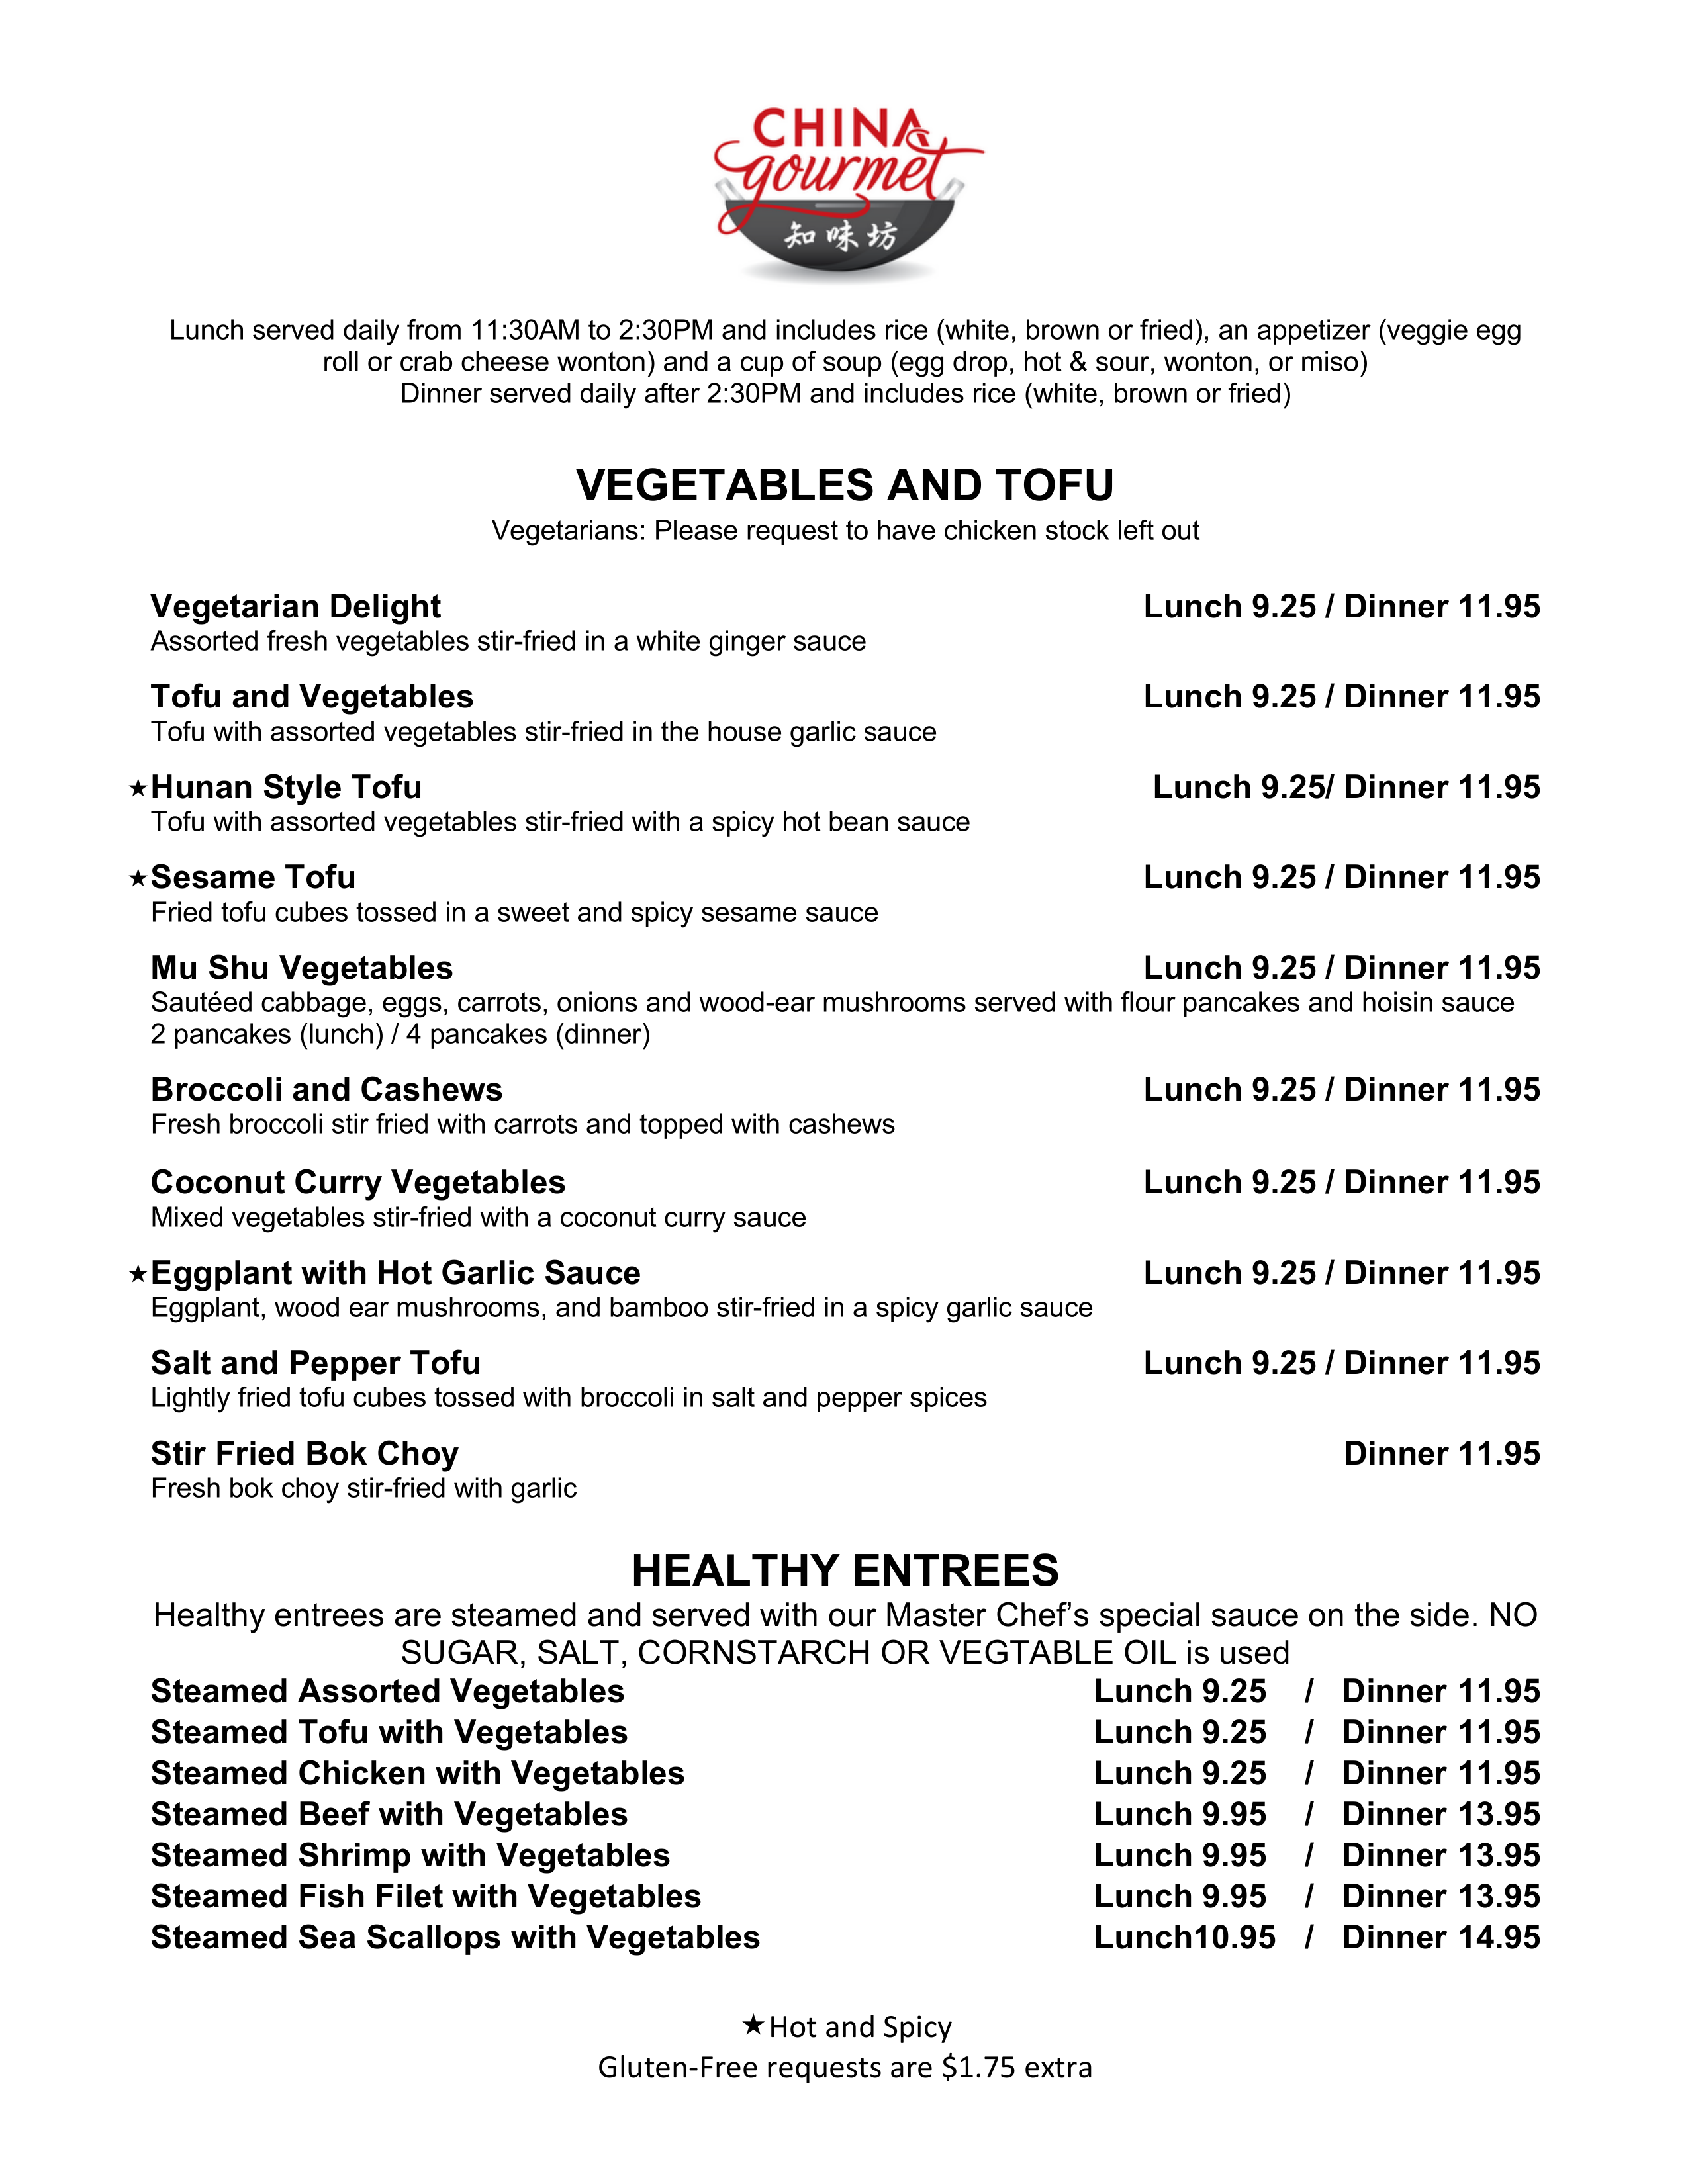 CHINA
gourmet
知味坊
Lunch served daily from 11:30AM to 2:30PM and includes rice (white, brown or fried), an appetizer (veggie egg
roll or crab cheese wonton) and a cup of soup (egg drop, hot & sour, wonton, or miso)
Dinner served daily after 2:30PM and includes rice (white, brown or fried)
VEGETABLES AND TOFU
Vegetarians: Please request to have chicken stock left out
Vegetarian Delight Lunch 9.25 / Dinner 11.95
Assorted fresh vegetables stir-fried in a white ginger sauce
Tofu and Vegetables Lunch 9.25 / Dinner 11.95
Tofu with assorted vegetables stir-fried in the house garlic sauce
★Hunan Style Tofu Lunch 9.25/ Dinner 11.95
Tofu with assorted vegetables stir-fried with a spicy hot bean sauce
★Sesame Tofu Lunch 9.25 / Dinner 11.95
Fried tofu cubes tossed in a sweet and spicy sesame sauce
Mu Shu Vegetables Lunch 9.25 / Dinner 11.95
Sautéed cabbage, eggs, carrots, onions and wood-ear mushrooms served with flour pancakes and hoisin sauce
2 pancakes (lunch) / 4 pancakes (dinner)
Broccoli and Cashews Lunch 9.25 / Dinner 11.95
Fresh broccoli stir fried with carrots and topped with cashews
Coconut Curry Vegetables Lunch 9.25 / Dinner 11.95
Mixed vegetables stir-fried with a coconut curry sauce
★Eggplant with Hot Garlic Sauce Lunch 9.25 / Dinner 11.95
Eggplant, wood ear mushrooms, and bamboo stir-fried in a spicy garlic sauce
Salt and Pepper Tofu Lunch 9.25 / Dinner 11.95
Lightly fried tofu cubes tossed with broccoli in salt and pepper spices
Stir Fried Bok Choy Dinner 11.95
Fresh bok choy stir-fried with garlic
HEALTHY ENTREES
Healthy entrees are steamed and served with our Master Chef’s special sauce on the side. NO
SUGAR, SALT, CORNSTARCH OR VEGTABLE OIL is used
Steamed Assorted Vegetables Lunch 9.25 / Dinner 11.95
Steamed Tofu with Vegetables Lunch 9.25 / Dinner 11.95
Steamed Chicken with Vegetables Lunch 9.25 / Dinner 11.95
Steamed Beef with Vegetables Lunch 9.95 / Dinner 13.95
Steamed Shrimp with Vegetables Lunch 9.95 / Dinner 13.95
Steamed Fish Filet with Vegetables Lunch 9.95 / Dinner 13.95
Steamed Sea Scallops with Vegetables Lunch10.95 / Dinner 14.95
★Hot and Spicy
Gluten-Free requests are $1.75 extra